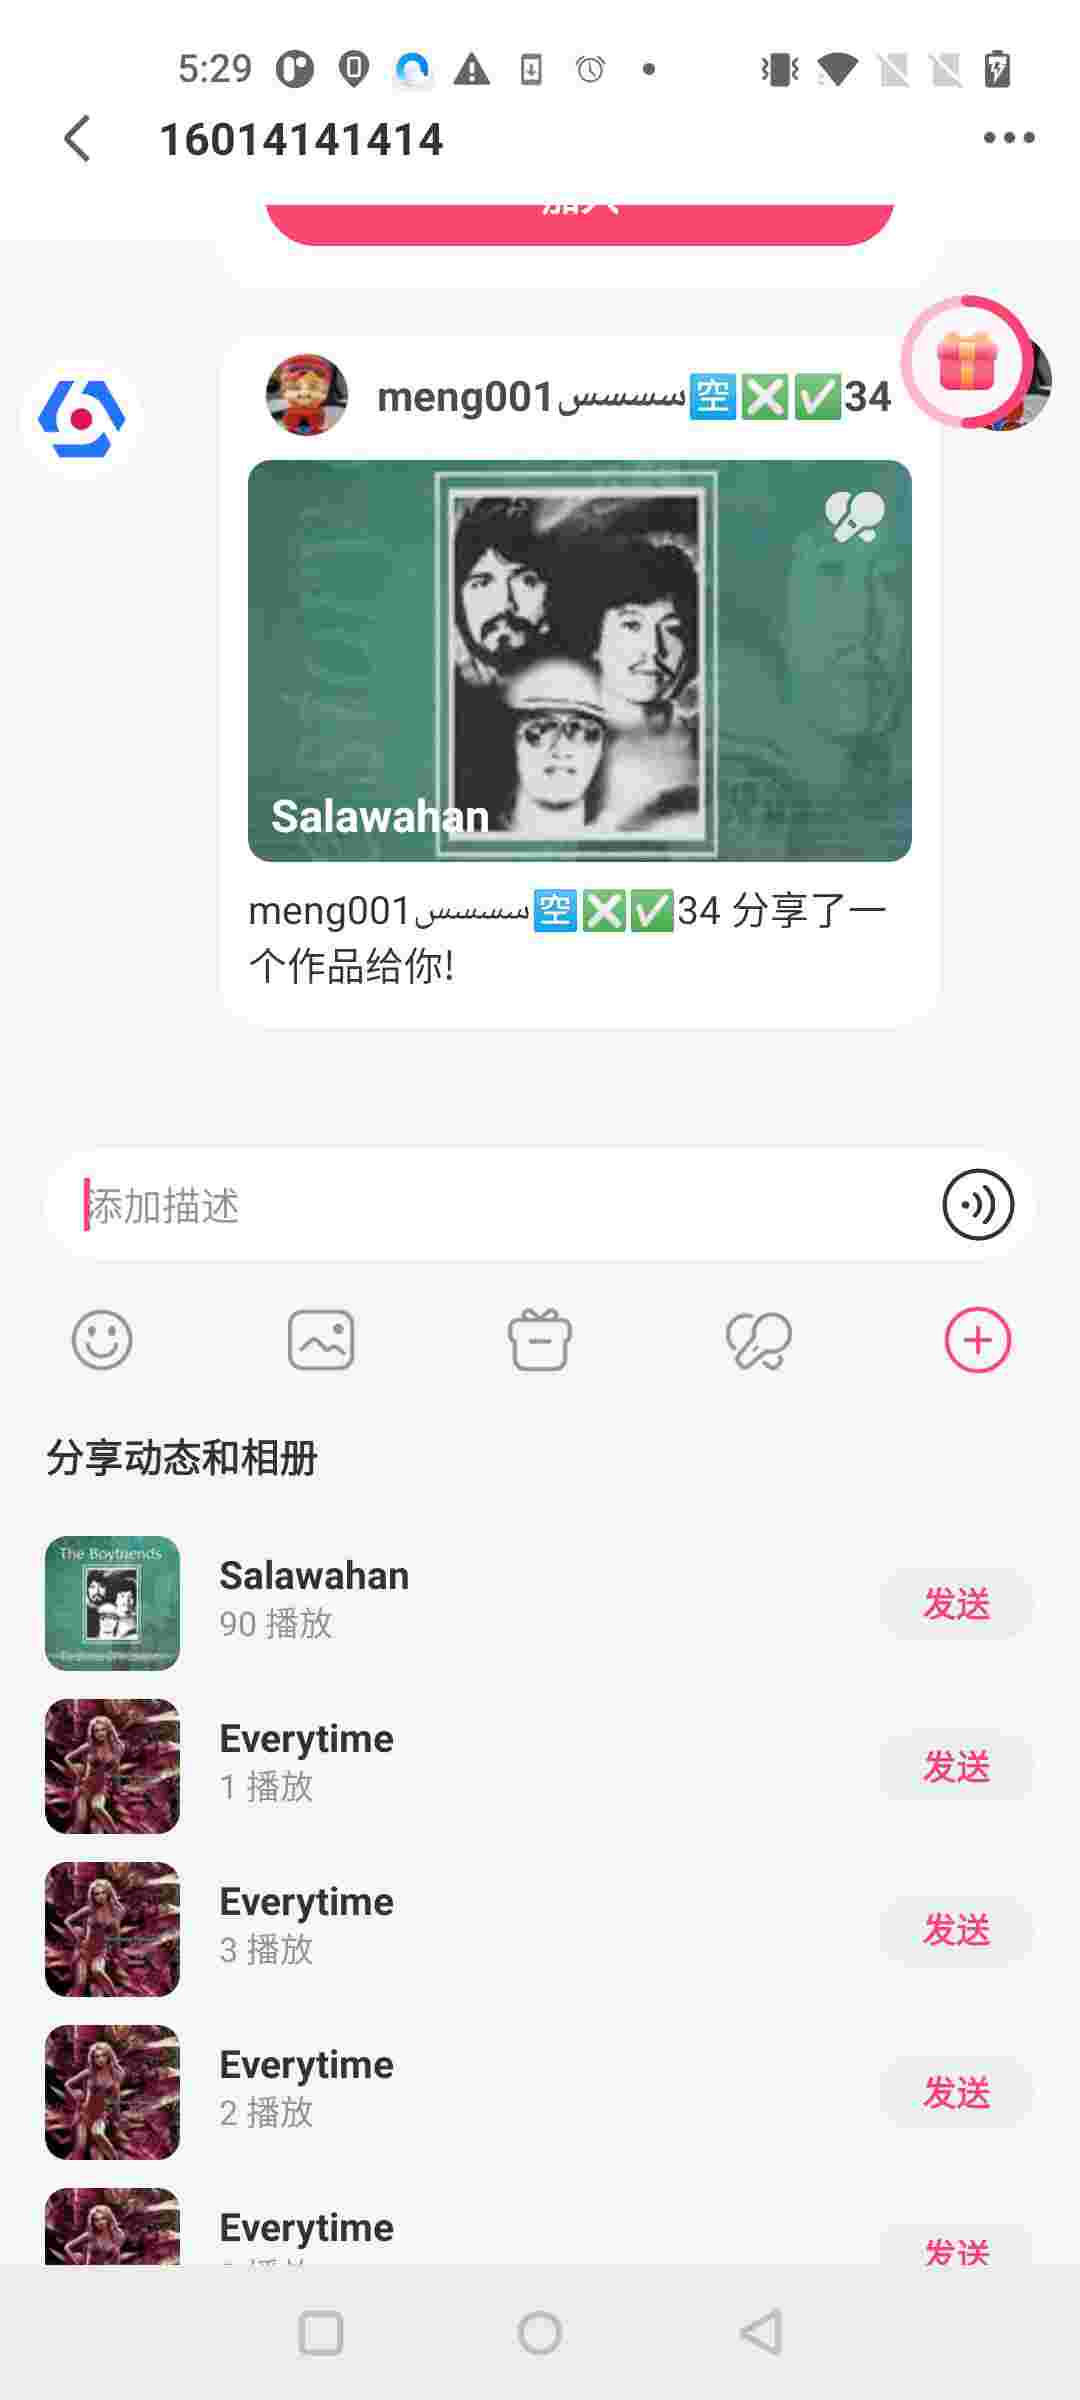 5:29
16014141414
meng001سسسس🈳❎✅34
Salawahan
meng001سسسس🈳❎✅34 分享了一
个作品给你!
添加描述
分享动态和相册
The Boyfriends
Salawahan
90 播放
发送
Everytime
1 播放
发送
Everytime
3 播放
发送
Everytime
2 播放
发送
Everytime
发送